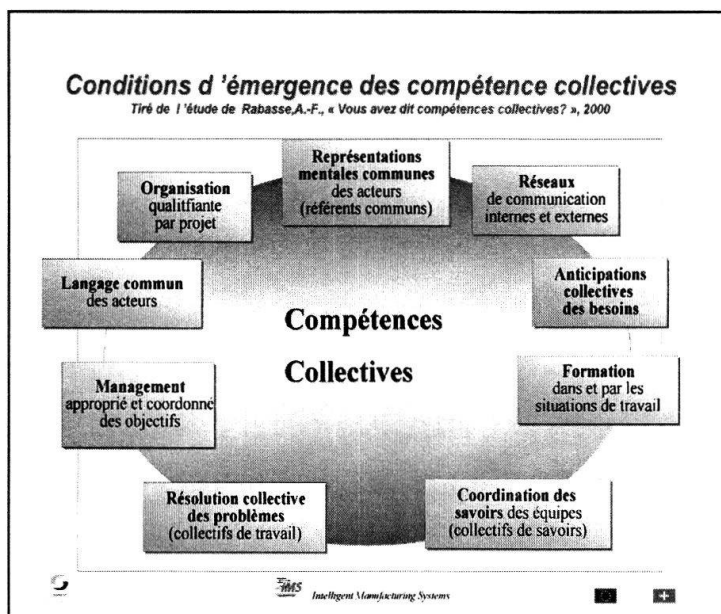 Conditions d 'émergence des compétence collectives
Tiré de l 'étude de Rabasse,A.-F., « Vous avez dit compétences collectives? », 2000
Représentations
mentales communes
des acteurs
(référents communs)
Réseaux
de communication
internes et externes
Anticipations
collectives
des besoins
Formation
dans et par les
situations de travail
Coordination des
savoirs des équipes
(collectifs de savoirs)
Résolution collective
des problèmes
(collectifs de travail)
Management
approprié et coordonné
des objectifs
Langage commun
des acteurs
Organisation
qualitfiante
par projet
Compétences
Collectives
IMS Intelligent Manufacturing Systems